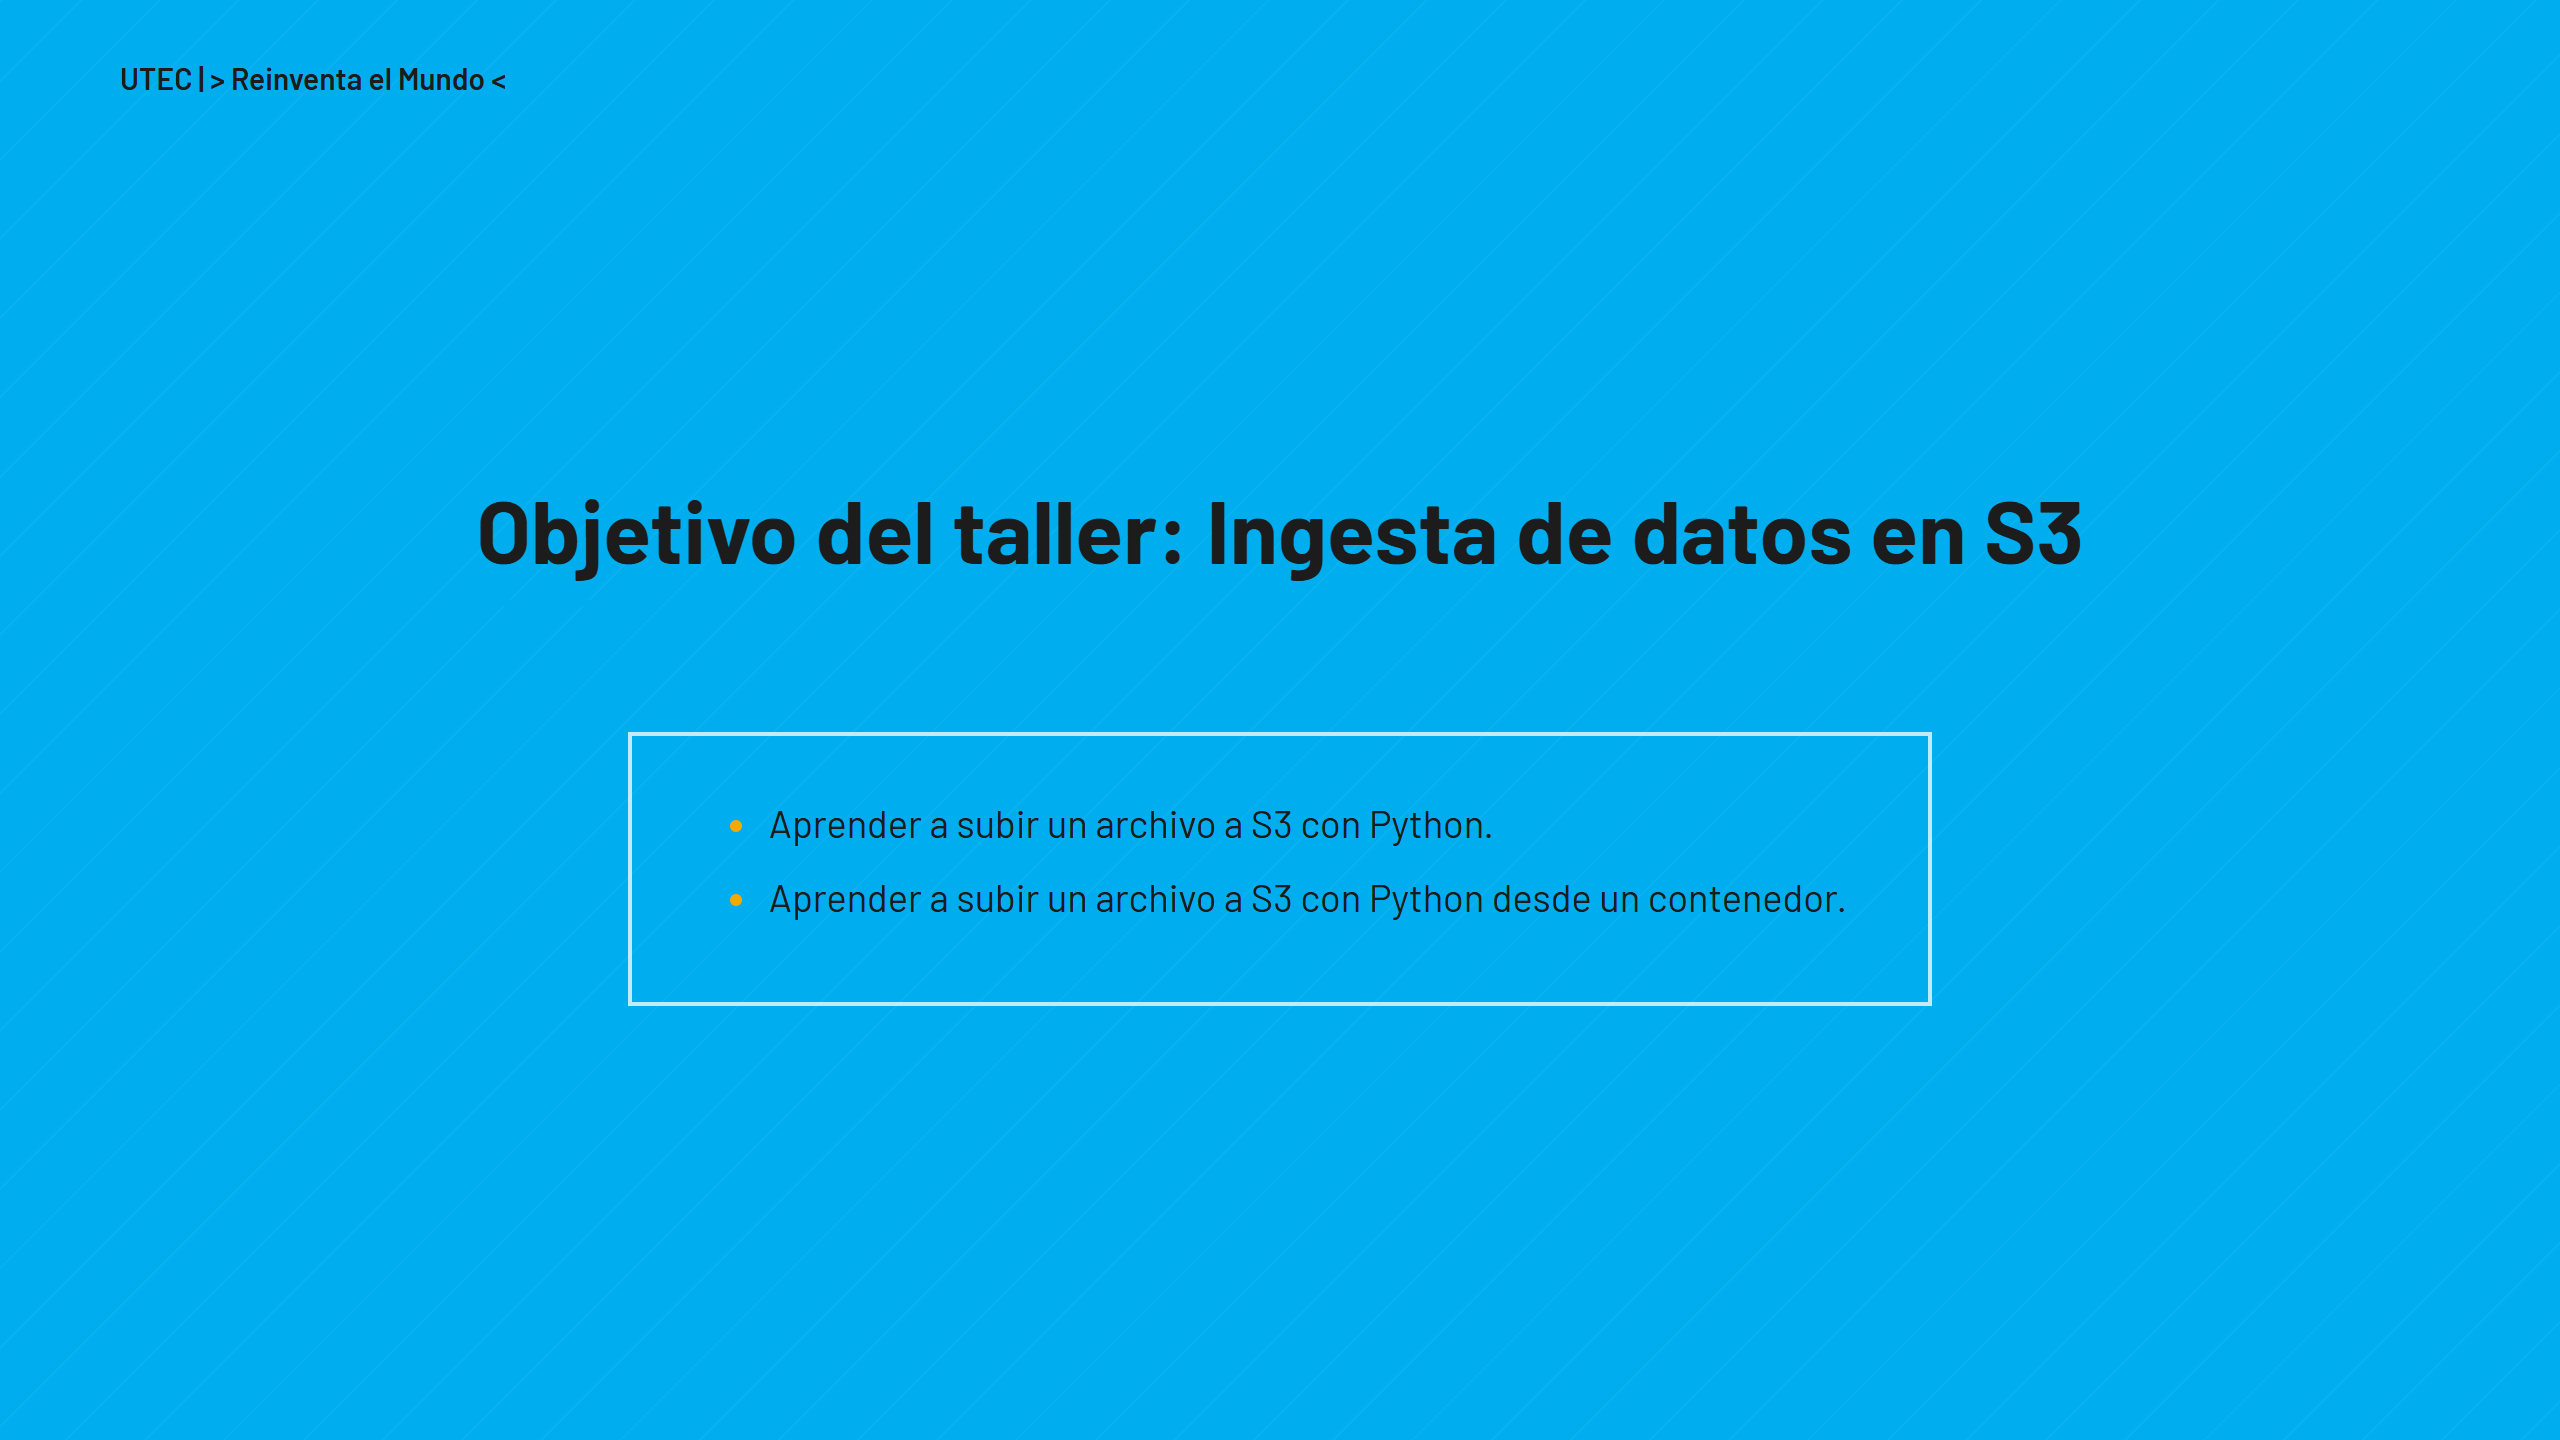 UTEC | > Reinventa el Mundo <
Objetivo del taller: Ingesta de datos en S3
• Aprender a subir un archivo a S3 con Python.
• Aprender a subir un archivo a S3 con Python desde un contenedor.